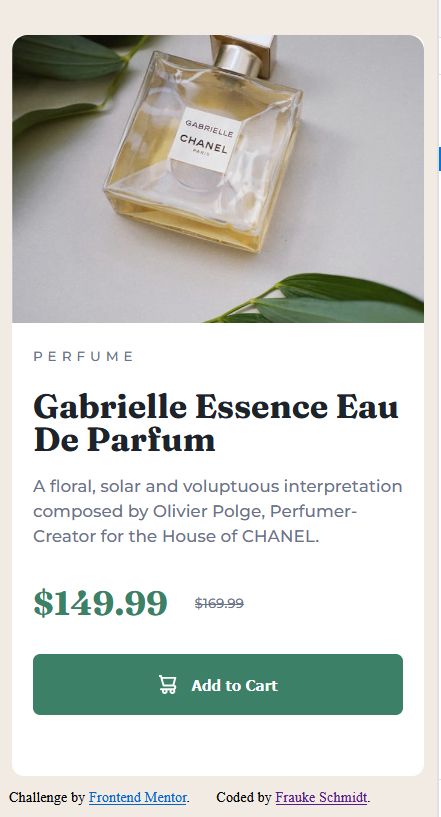 GABRIELLE
CHANEL
PARIS
PERFUME
Gabrielle Essence Eau
De Parfum
A floral, solar and voluptuous interpretation
composed by Olivier Polge, Perfumer-
Creator for the House of CHANEL.
$149.99 $169.99
Add to Cart
Challenge by Frontend Mentor. Coded by Frauke Schmidt.